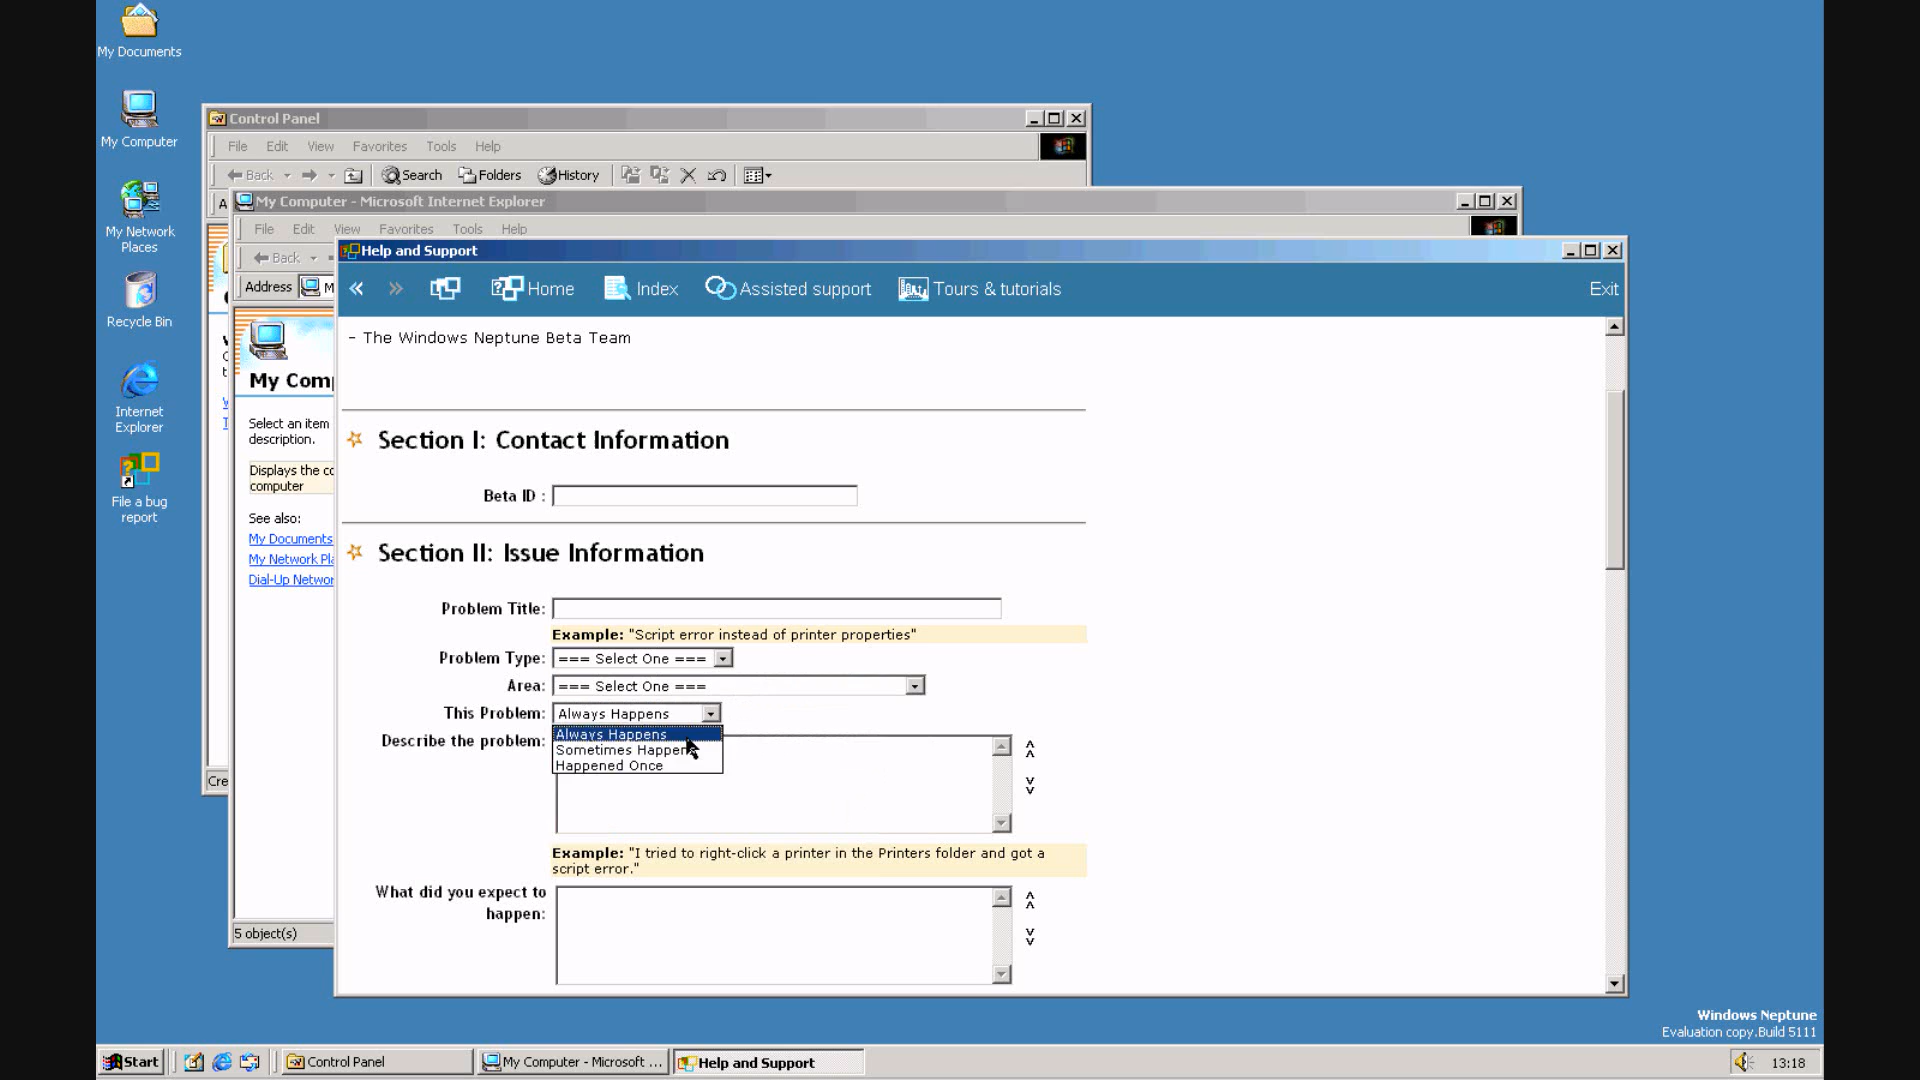 My Documents
My Computer
My Network
Places
Recycle Bin
Internet
Explorer
File a bug
report
Control Panel
File Edit View Favorites Tools Help
Back Search Folders History
A
Cre
My Computer - Microsoft Internet Explorer
File Edit View Favorites Tools Help
Back
Address M
My Comp
Select an item
description.
Displays the co
computer
See also:
My Documents
My Network Pla
Dial-Up Networ
5 object(s)
Help and Support
Home Index Assisted support Tours & tutorials Exit
- The Windows Neptune Beta Team
Section I: Contact Information
Beta ID :
Section II: Issue Information
Problem Title:
Example: "Script error instead of printer properties"
Problem Type: === Select One ===
Area: === Select One ===
This Problem: Always Happens
Always Happens
Sometimes Happens
Happened Once
Describe the problem:
Example: "I tried to right-click a printer in the Printers folder and got a
script error."
What did you expect to
happen:
Windows Neptune
Evaluation copy.Build 5111
Start Control Panel My Computer - Microsoft ... Help and Support 13:18